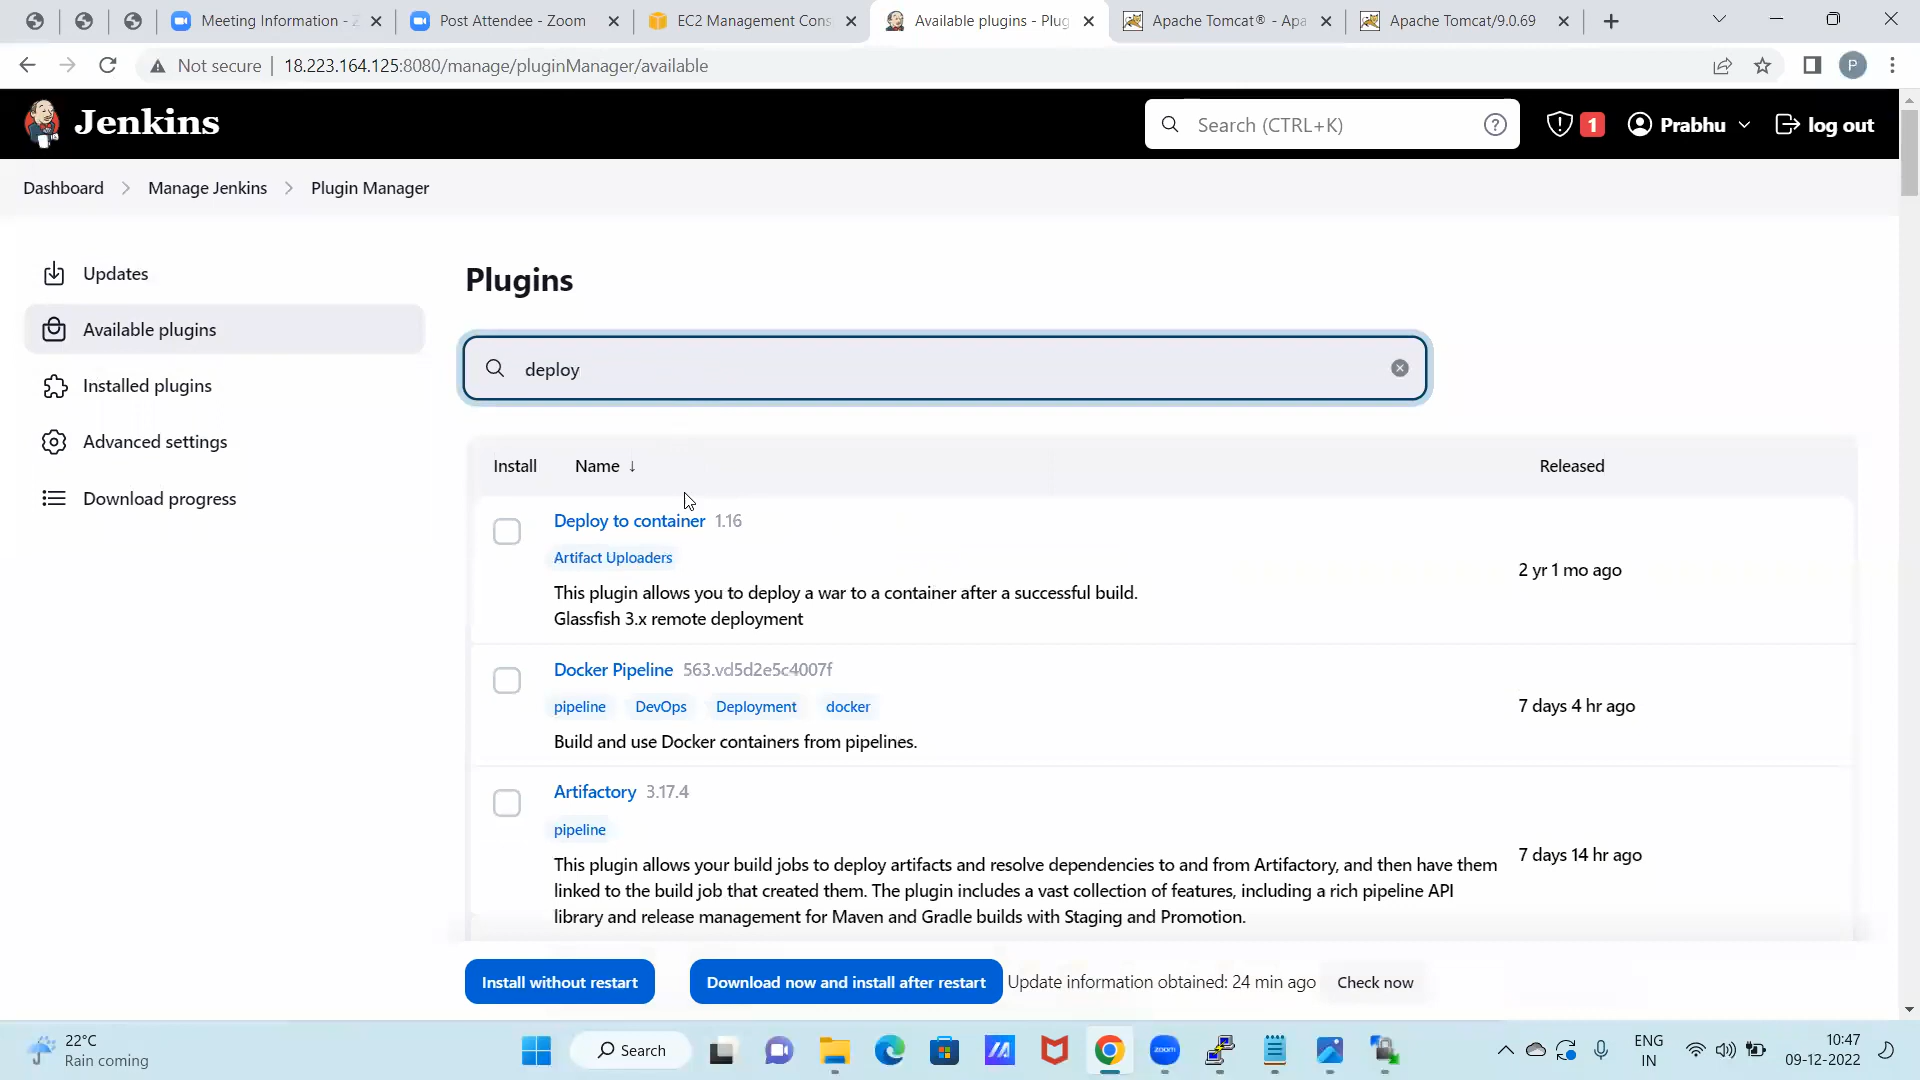 Meeting Information - Z
Post Attendee - Zoom
EC2 Management Cons
Available plugins - Plug
Apache Tomcat® - Apa
Apache Tomcat/9.0.69
Not secure
18.223.164.125:8080/manage/pluginManager/available
P
Jenkins
Search (CTRL+K)
?
1
Prabhu
log out
Dashboard
Manage Jenkins
Plugin Manager
Updates
Available plugins
Installed plugins
Advanced settings
Download progress
Plugins
deploy
Install
Name ↓
Released
Deploy to container 1.16
Artifact Uploaders
This plugin allows you to deploy a war to a container after a successful build.
Glassfish 3.x remote deployment
2 yr 1 mo ago
Docker Pipeline 563.vd5d2e5c4007f
pipeline DevOps Deployment docker
Build and use Docker containers from pipelines.
7 days 4 hr ago
Artifactory 3.17.4
pipeline
This plugin allows your build jobs to deploy artifacts and resolve dependencies to and from Artifactory, and then have them
linked to the build job that created them. The plugin includes a vast collection of features, including a rich pipeline API
library and release management for Maven and Gradle builds with Staging and Promotion.
7 days 14 hr ago
Install without restart
Download now and install after restart
Update information obtained: 24 min ago
Check now
22°C
Rain coming
Search
zoom
ENG
IN
10:47
09-12-2022